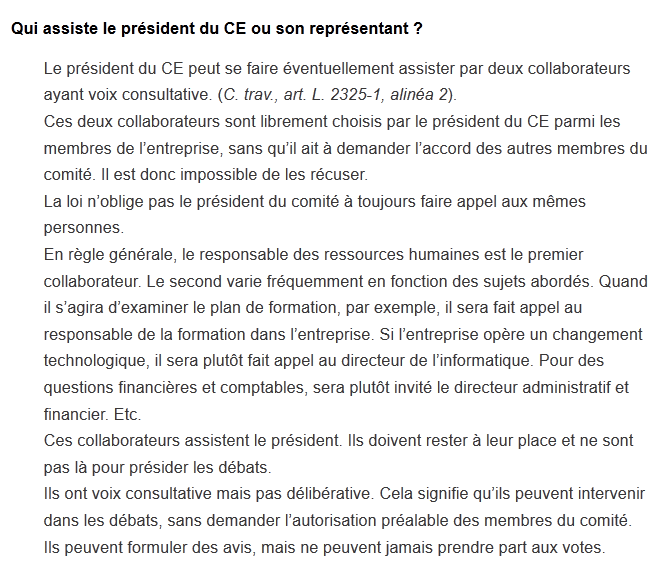 Qui assiste le président du CE ou son représentant ?
Le président du CE peut se faire éventuellement assister par deux collaborateurs
ayant voix consultative. (C. trav., art. L. 2325-1, alinéa 2).
Ces deux collaborateurs sont librement choisis par le président du CE parmi les
membres de l’entreprise, sans qu’il ait à demander l’accord des autres membres du
comité. Il est donc impossible de les récuser.
La loi n’oblige pas le président du comité à toujours faire appel aux mêmes
personnes.
En règle générale, le responsable des ressources humaines est le premier
collaborateur. Le second varie fréquemment en fonction des sujets abordés. Quand
il s’agira d’examiner le plan de formation, par exemple, il sera fait appel au
responsable de la formation dans l’entreprise. Si l’entreprise opère un changement
technologique, il sera plutôt fait appel au directeur de l’informatique. Pour des
questions financières et comptables, sera plutôt invité le directeur administratif et
financier. Etc.
Ces collaborateurs assistent le président. Ils doivent rester à leur place et ne sont
pas là pour présider les débats.
Ils ont voix consultative mais pas délibérative. Cela signifie qu’ils peuvent intervenir
dans les débats, sans demander l’autorisation préalable des membres du comité.
Ils peuvent formuler des avis, mais ne peuvent jamais prendre part aux votes.